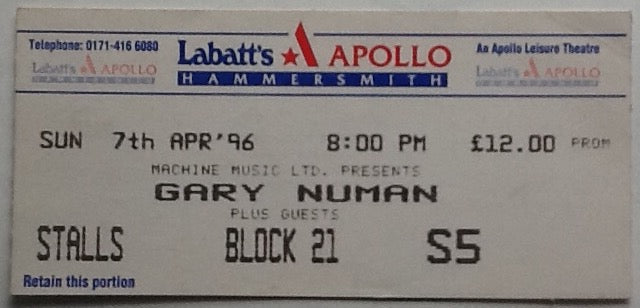 Telephone: 0171-416 6080
Labatt's APOLLO
HAMMERSMITH
An Apollo Leisure Theatre
Labatt's APOLLO
Labatt's APOLLO
SUN 7th APR'96 8:00 PM £12.00 PROM
MACHINE MUSIC LTD. PRESENTS
GARY NUMAN
PLUS GUESTS
STALLS BLOCK 21 S5
Retain this portion